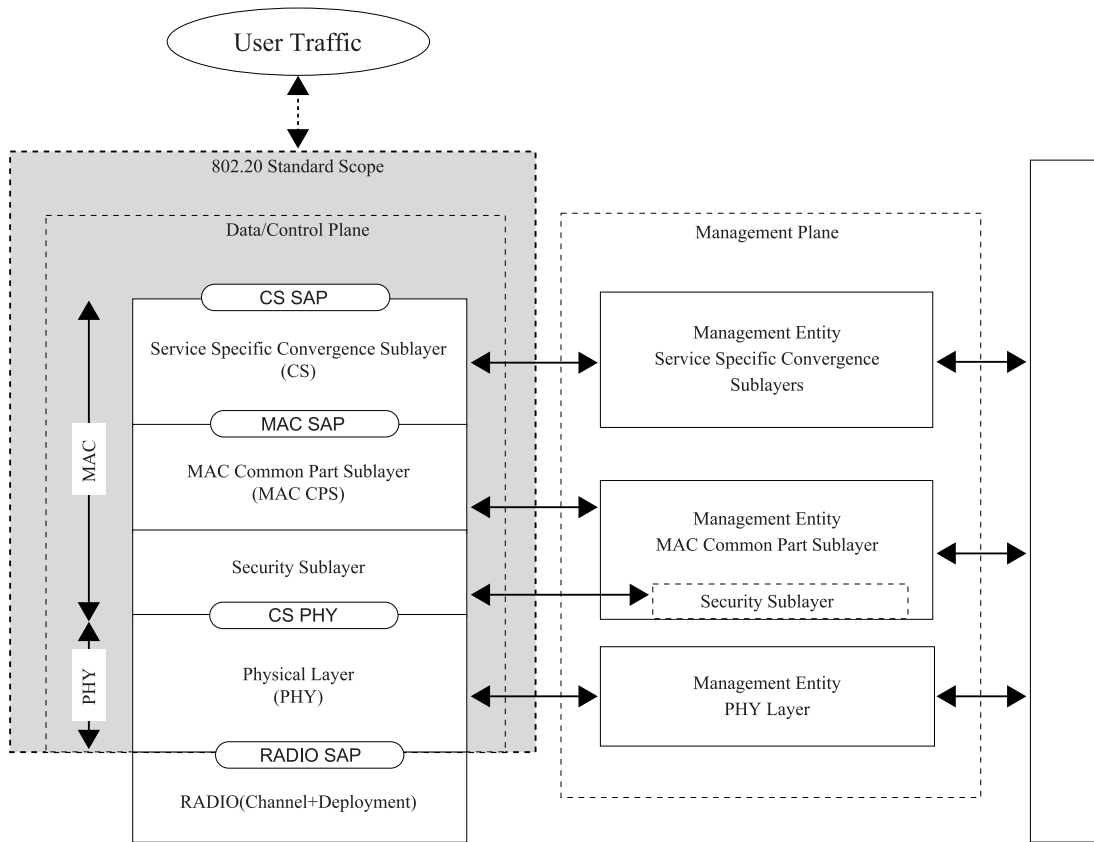 User Traffic
802.20 Standard Scope
Data/Control Plane
CS SAP
Service Specific Convergence Sublayer
(CS)
MAC SAP
MAC Common Part Sublayer
(MAC CPS)
Security Sublayer
CS PHY
Physical Layer
(PHY)
RADIO SAP
RADIO(Channel+Deployment)
MAC
PHY
Management Plane
Management Entity
Service Specific Convergence
Sublayers
Management Entity
MAC Common Part Sublayer
Security Sublayer
Management Entity
PHY Layer